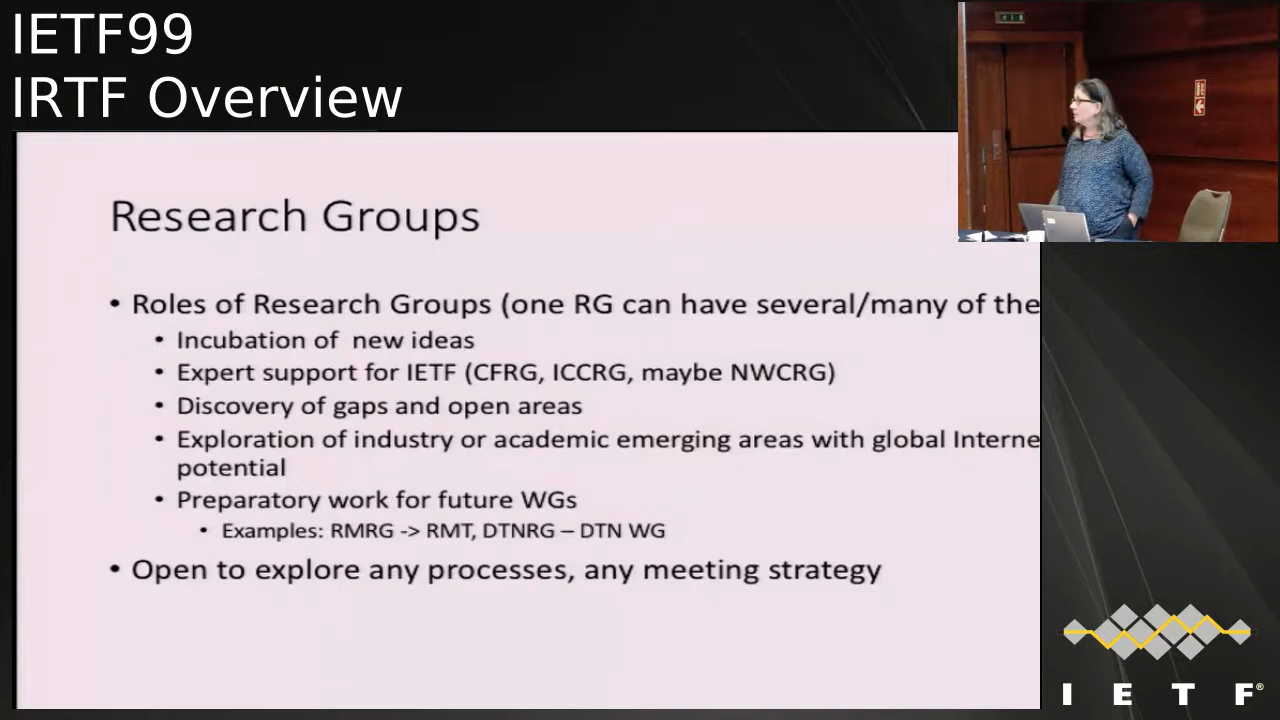 IETF99
IRTF Overview
Research Groups
• Roles of Research Groups (one RG can have several/many of the
• Incubation of  new ideas
• Expert support for IETF (CFRG, ICCRG, maybe NWCRG)
• Discovery of gaps and open areas
• Exploration of industry or academic emerging areas with global Interne
potential
• Preparatory work for future WGs
• Examples: RMRG -> RMT, DTNRG – DTN WG
• Open to explore any processes, any meeting strategy
I E T F®